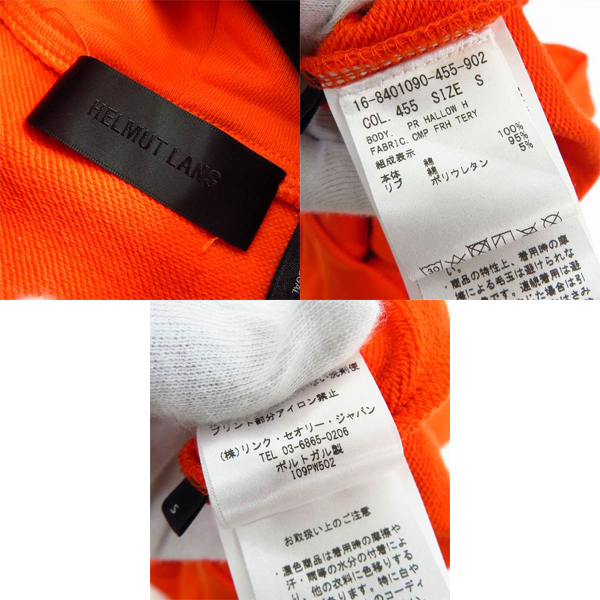 HELMUT LANG
16-8401090-455-902
COL. 455 SIZE S
BODY. PR HALLOW H
FABRIC. CMP FRH TERY
組成表示
本体 綿 100%
リブ 綿 95%
ポリウレタン 5%
い。
・商品の特性上、着用時の摩
擦による毛玉は避けられな
プリント部分アイロン禁止
(株)リンク・セオリー・ジャパン
TEL 03-6865-0206
ポルトガル製
I09PW502
S
お取扱い上のご注意
・濃色商品は着用時の摩擦や
汗・雨等の水分の付着によ
り、他の衣料に色移りする